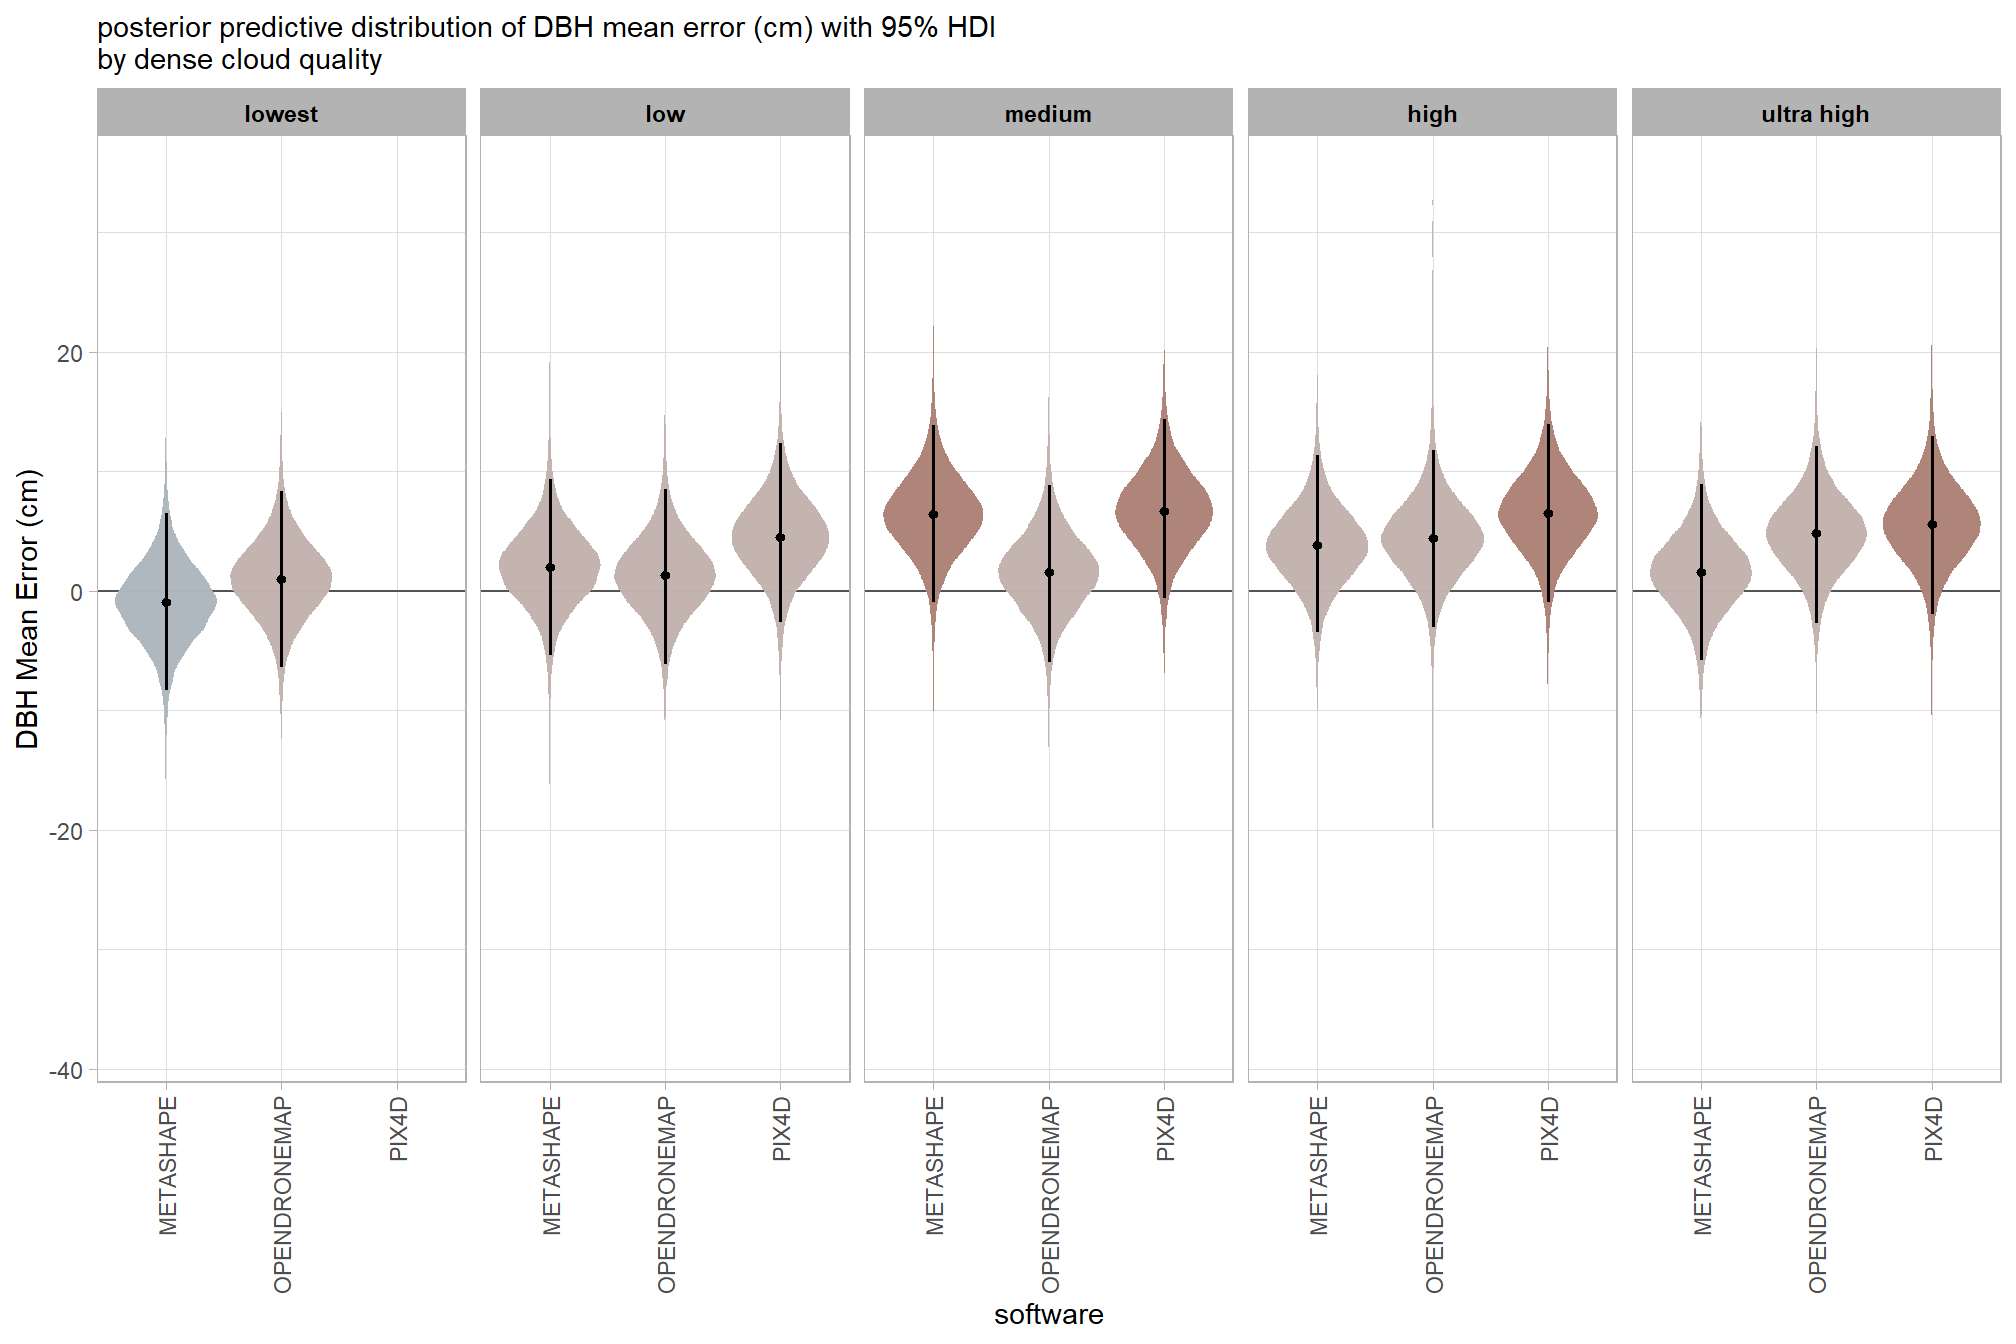 posterior predictive distribution of DBH mean error (cm) with 95% HDI
by dense cloud quality
lowest
low
medium
high
ultra high
DBH Mean Error (cm)
20
0
-20
-40
METASHAPE
OPENDRONEMAP
PIX4D
METASHAPE
OPENDRONEMAP
PIX4D
METASHAPE
OPENDRONEMAP
PIX4D
METASHAPE
OPENDRONEMAP
PIX4D
METASHAPE
OPENDRONEMAP
PIX4D
software